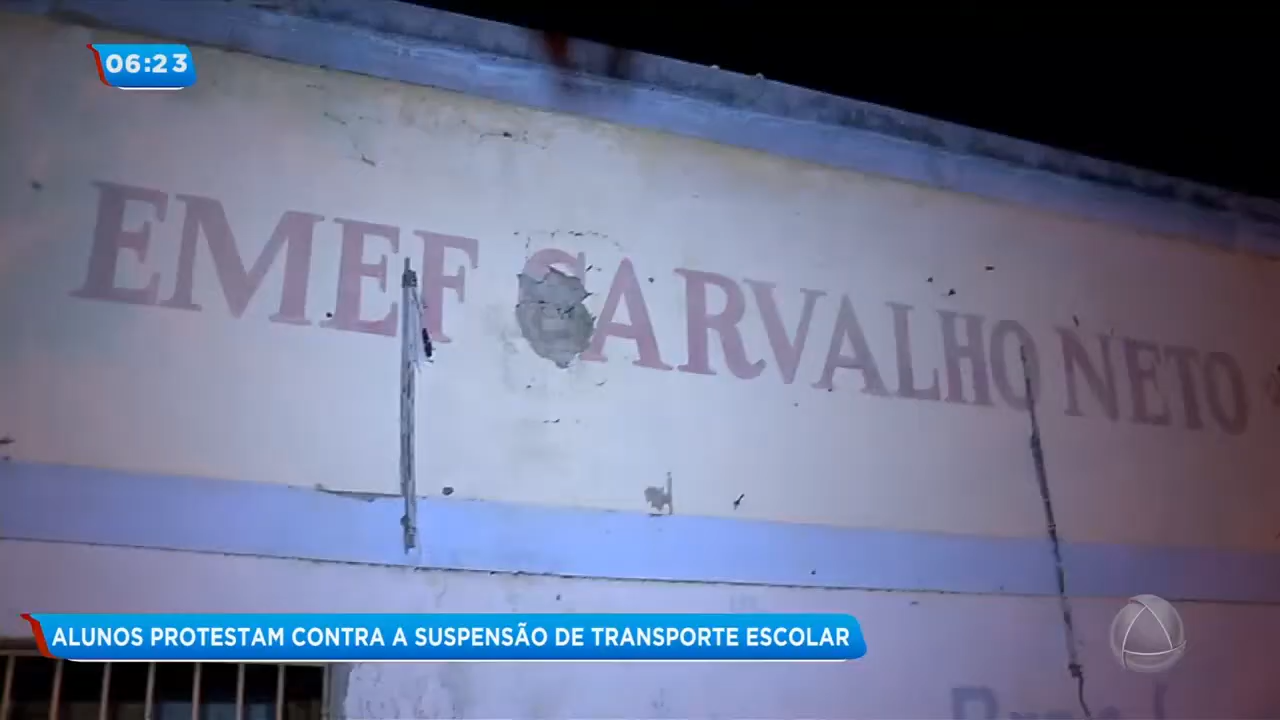 06:23
EMEF CARVALHO NETO
ALUNOS PROTESTAM CONTRA A SUSPENSÃO DE TRANSPORTE ESCOLAR